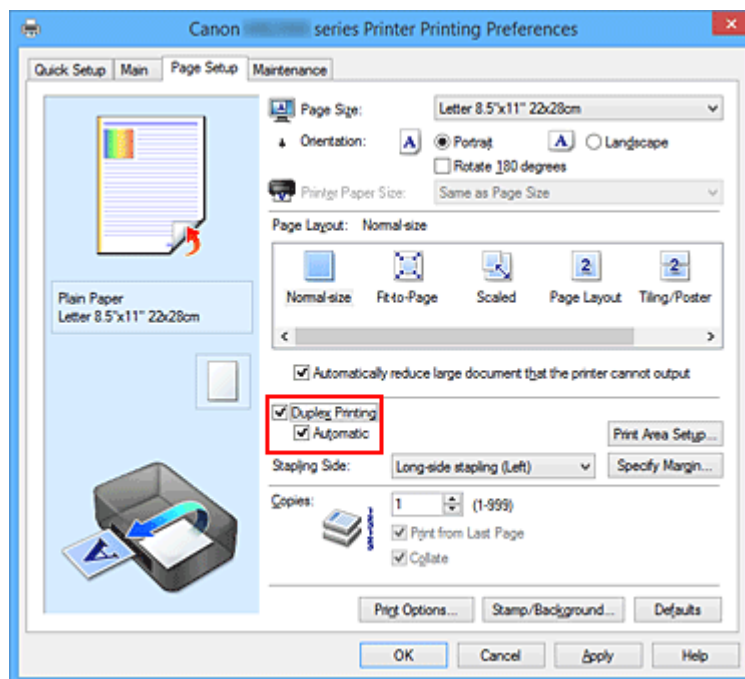 Canon series Printer Printing Preferences
Quick Setup Main Page Setup Maintenance
Page Size: Letter 8.5"x11" 22x28cm
Orientation: A Portrait A Landscape
Rotate 180 degrees
Printer Paper Size: Same as Page Size
Page Layout: Normal-size
2 2
Normal-size Fit-to-Page Scaled Page Layout Tiling/Poster
Plain Paper
Letter 8.5"x11" 22x28cm
Automatically reduce large document that the printer cannot output
Duplex Printing
Automatic
Print Area Setup...
Stapling Side: Long-side stapling (Left) Specify Margin...
Copies: 1 (1-999)
Print from Last Page
Collate
A
Print Options... Stamp/Background... Defaults
OK Cancel Apply Help